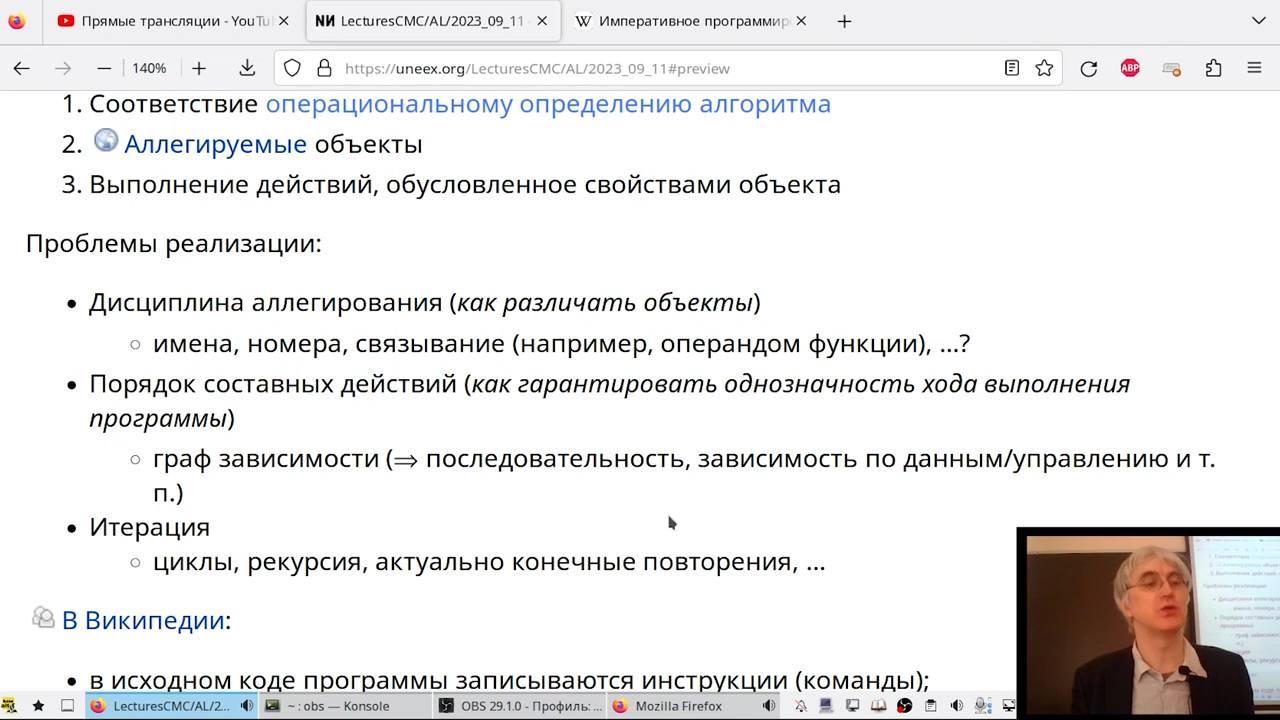 Прямые трансляции - YouTu
LecturesCMC/AL/2023_09_11 -
W Императивное программир
140%
https://uneex.org/LecturesCMC/AL/2023_09_11#preview
ABP
1. Соответствие операциональному определению алгоритма
2. Аллегируемые объекты
3. Выполнение действий, обусловленное свойствами объекта
Проблемы реализации:
• Дисциплина аллегирования (как различать объекты)
◦ имена, номера, связывание (например, операндом функции), ...?
• Порядок составных действий (как гарантировать однозначность хода выполнения
программы)
◦ граф зависимости (⇒ последовательность, зависимость по данным/управлению и т.
п.)
• Итерация
◦ циклы, рекурсия, актуально конечные повторения, ...
В Википедии:
• в исходном коде программы записываются инструкции (команды);
LecturesCMC/AL/2...
~ : cors — Konsole
OBS 29.1.0 - Профиль: ...
Mozilla Firefox